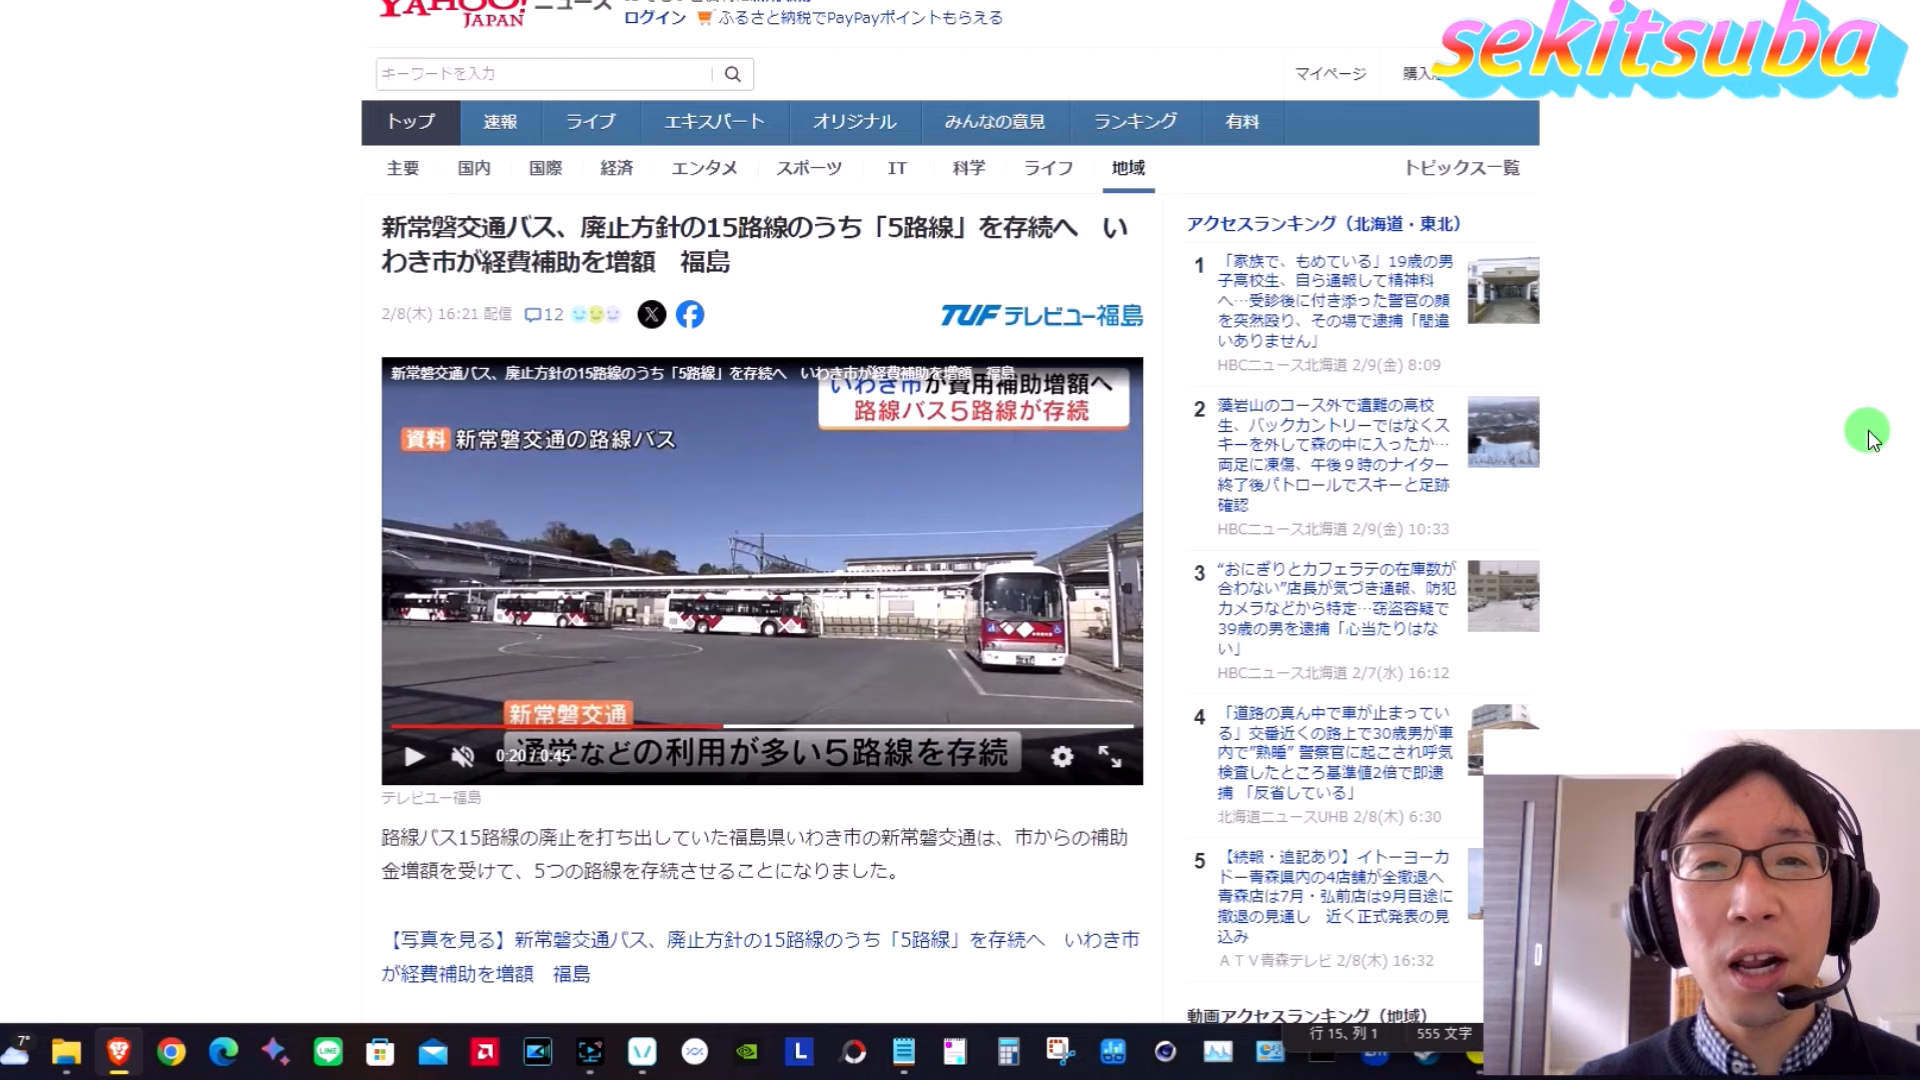 YAHOO!
JAPAN
ニュース
ログイン ふるさと納税でPayPayポイントもらえる
sekitsuba
キーワードを入力
マイページ
購入
トップ 速報 ライブ エキスパート オリジナル みんなの意見 ランキング 有料
主要 国内 国際 経済 エンタメ スポーツ IT 科学 ライフ 地域 トピックス一覧
新常磐交通バス、廃止方針の15路線のうち「5路線」を存続へ い
わき市が経費補助を増額 福島
2/8(木) 16:21 配信 12
TUF テレビュー福島
新常磐交通バス、廃止方針の15路線のうち「5路線」を存続へ いわき市が経費補助を増額 福島
いわき市が費用補助増額へ
路線バス5路線が存続
資料 新常磐交通の路線バス
新常磐交通
通学などの利用が多い5路線を存続
0:20 / 0:45
テレビユー福島
路線バス15路線の廃止を打ち出していた福島県いわき市の新常磐交通は、市からの補助
金増額を受けて、5つの路線を存続させることになりました。
【写真を見る】新常磐交通バス、廃止方針の15路線のうち「5路線」を存続へ いわき市
が経費補助を増額 福島
アクセスランキング（北海道・東北）
1 「家族で、もめている」19歳の男
子高校生、自ら通報して精神科
へ…受診後に付き添った警官の顔
を突然殴り、その場で逮捕「間違
いありません」
HBCニュース北海道 2/9(金) 8:09
2 藻岩山のコース外で遭難の高校
生、バックカントリーではなくス
キーを外して森の中に入ったか…
両足に凍傷、午後９時のナイター
終了後パトロールでスキーと足跡
確認
HBCニュース北海道 2/9(金) 10:33
3 “おにぎりとカフェラテの在庫数が
合わない”店長が気づき通報、防犯
カメラなどから特定…窃盗容疑で
39歳の男を逮捕「心当たりはな
い」
HBCニュース北海道 2/7(水) 16:12
4 「道路の真ん中で車が止まってい
る」交番近くの路上で30歳男が車
内で”熟睡” 警察官に起こされ呼気
検査したところ基準値2倍で即逮
捕 「反省している」
北海道ニュースUHB 2/8(木) 6:30
5 【続報・追記あり】イトーヨーカ
ドー青森県内の4店舗が全撤退へ
青森店は7月・弘前店は9月目途に
撤退の見通し 近く正式発表の見
込み
ＡＴＶ青森テレビ 2/8(木) 16:32
動画アクセスランキング（地域）
行 15、列 1 555 文字
7°
LINE
L